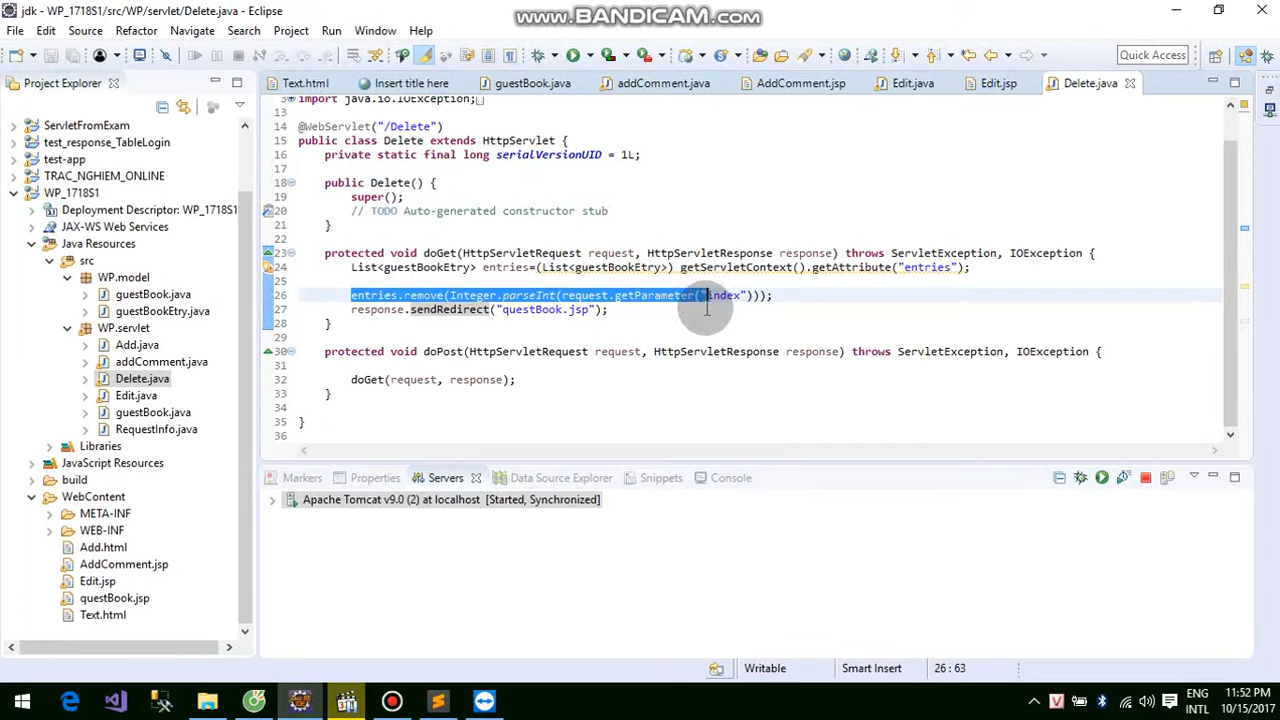 jdk - WP_1718S1/src/WP/servlet/Delete.java - Eclipse
www.BANDICAM.com
File Edit Source Refactor Navigate Search Project Run Window Help
Quick Access
Project Explorer
Text.html Insert title here guestBook.java addComment.java AddComment.jsp Edit.java Edit.jsp Delete.java
ServletFromExam
test_response_TableLogin
test-app
TRAC_NGHIEM_ONLINE
WP_1718S1
Deployment Descriptor: WP_1718S1
JAX-WS Web Services
Java Resources
src
WP.model
guestBook.java
guestBookEtry.java
WP.servlet
Add.java
addComment.java
Delete.java
Edit.java
guestBook.java
RequestInfo.java
Libraries
JavaScript Resources
build
WebContent
META-INF
WEB-INF
Add.html
AddComment.jsp
Edit.jsp
questBook.jsp
Text.html
3 import java.io.IOException;
13
14 @WebServlet("/Delete")
15 public class Delete extends HttpServlet {
16 private static final long serialVersionUID = 1L;
17
18 public Delete() {
19 super();
20 // TODO Auto-generated constructor stub
21 }
22
23 protected void doGet(HttpServletRequest request, HttpServletResponse response) throws ServletException, IOException {
24 List<guestBookEtry> entries=(List<guestBookEtry>) getServletContext().getAttribute("entries");
25
26 entries.remove(Integer.parseInt(request.getParameter("index")));
27 response.sendRedirect("questBook.jsp");
28 }
29
30 protected void doPost(HttpServletRequest request, HttpServletResponse response) throws ServletException, IOException {
31
32 doGet(request, response);
33 }
34
35 }
36
Markers Properties Servers Data Source Explorer Snippets Console
Apache Tomcat v9.0 (2) at localhost [Started, Synchronized]
Writable Smart Insert 26 : 63
ENG 11:52 PM
INTL 10/15/2017